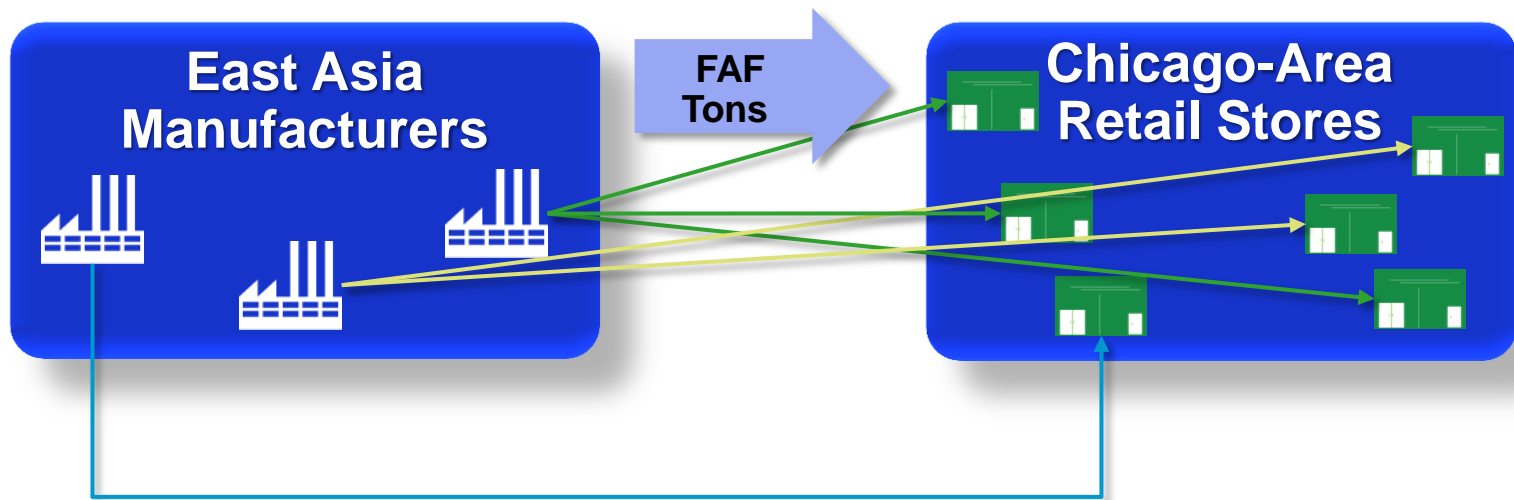 East Asia
Manufacturers
FAF
Tons
Chicago-Area
Retail Stores